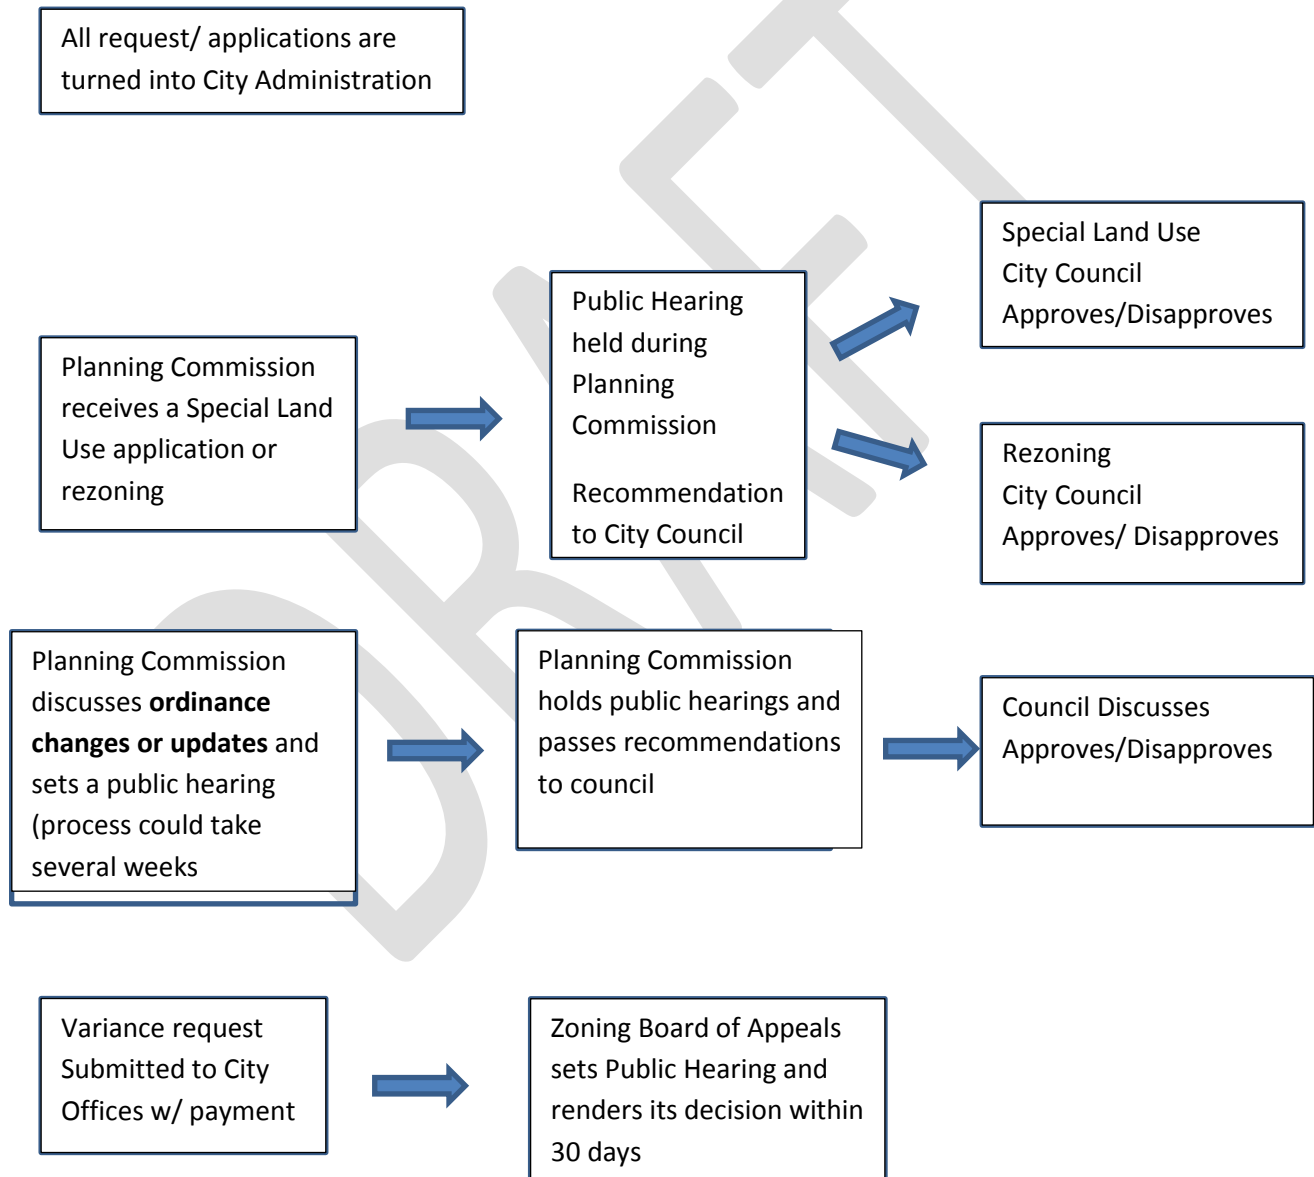 All request/ applications are
turned into City Administration
Planning Commission
receives a Special Land
Use application or
rezoning
Public Hearing
held during
Planning
Commission
Recommendation
to City Council
Special Land Use
City Council
Approves/Disapproves
Rezoning
City Council
Approves/ Disapproves
Planning Commission
discusses ordinance
changes or updates and
sets a public hearing
(process could take
several weeks
Planning Commission
holds public hearings and
passes recommendations
to council
Council Discusses
Approves/Disapproves
Variance request
Submitted to City
Offices w/ payment
Zoning Board of Appeals
sets Public Hearing and
renders its decision within
30 days
DRAFT